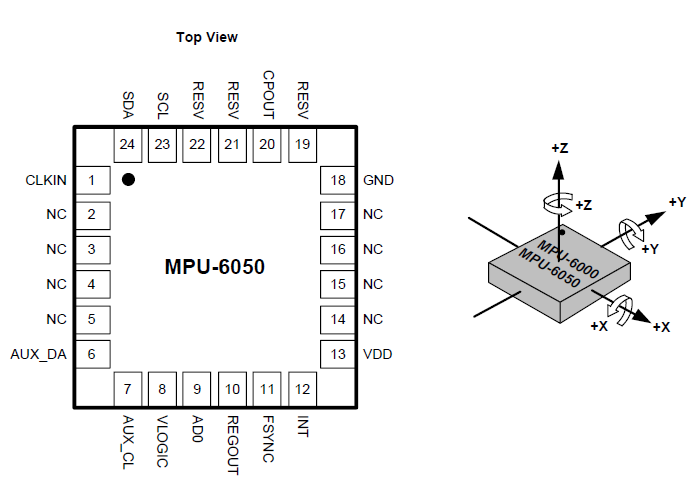 Top View
SDA
SCL
RESV
RESV
CPOUT
RESV
24
23
22
21
20
19
CLKIN 1
NC 2
NC 3
NC 4
NC 5
AUX_DA 6
18 GND
17 NC
16 NC
15 NC
14 NC
13 VDD
MPU-6050
7
8
9
10
11
12
AUX_CL
VLOGIC
AD0
REGOUT
FSYNC
INT
+Z
+Z
+Y
+Y
MPU-6000
MPU-6050
+X
+X